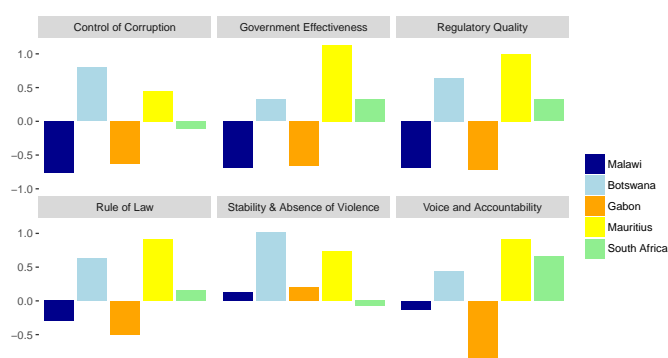 Control of Corruption
Government Effectiveness
Regulatory Quality
1.0
0.5
0.0
−0.5
−1.0
Rule of Law
Stability & Absence of Violence
Voice and Accountability
1.0
0.5
0.0
−0.5
Malawi
Botswana
Gabon
Mauritius
South Africa